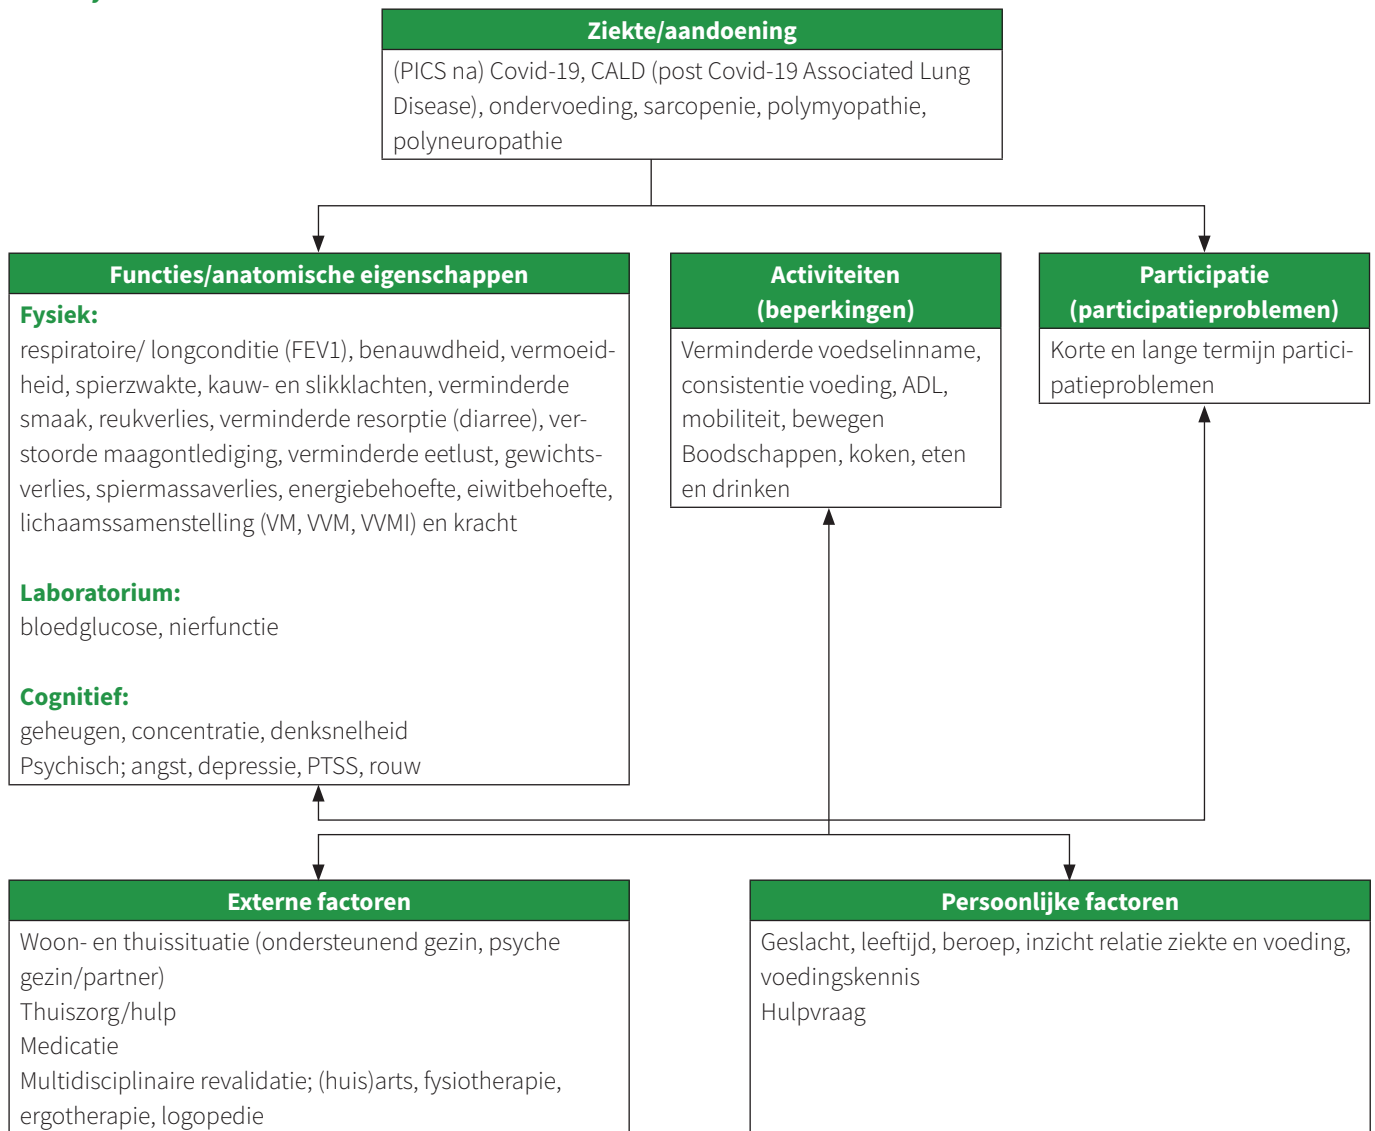 Ziekte/aandoening
(PICS na) Covid-19, CALD (post Covid-19 Associated Lung
Disease), ondervoeding, sarcopenie, polymyopathie,
polyneuropathie
Functies/anatomische eigenschappen
Fysiek:
respiratoire/ longconditie (FEV1), benauwdheid, vermoeid-
heid, spierzwakte, kauw- en slikklachten, verminderde
smaak, reukverlies, verminderde resorptie (diarree), ver-
stoorde maagontlediging, verminderde eetlust, gewichts-
verlies, spiermassaverlies, energiebehoefte, eiwitbehoefte,
lichaamssamenstelling (VM, VVM, VVMI) en kracht
Laboratorium:
bloedglucose, nierfunctie
Cognitief:
geheugen, concentratie, denksnelheid
Psychisch; angst, depressie, PTSS, rouw
Activiteiten
(beperkingen)
Verminderde voedselinname,
consistentie voeding, ADL,
mobiliteit, bewegen
Boodschappen, koken, eten
en drinken
Participatie
(participatieproblemen)
Korte en lange termijn partici-
patieproblemen
Externe factoren
Woon- en thuissituatie (ondersteunend gezin, psyche
gezin/partner)
Thuiszorg/hulp
Medicatie
Multidisciplinaire revalidatie; (huis)arts, fysiotherapie,
ergotherapie, logopedie
Persoonlijke factoren
Geslacht, leeftijd, beroep, inzicht relatie ziekte en voeding,
voedingskennis
Hulpvraag